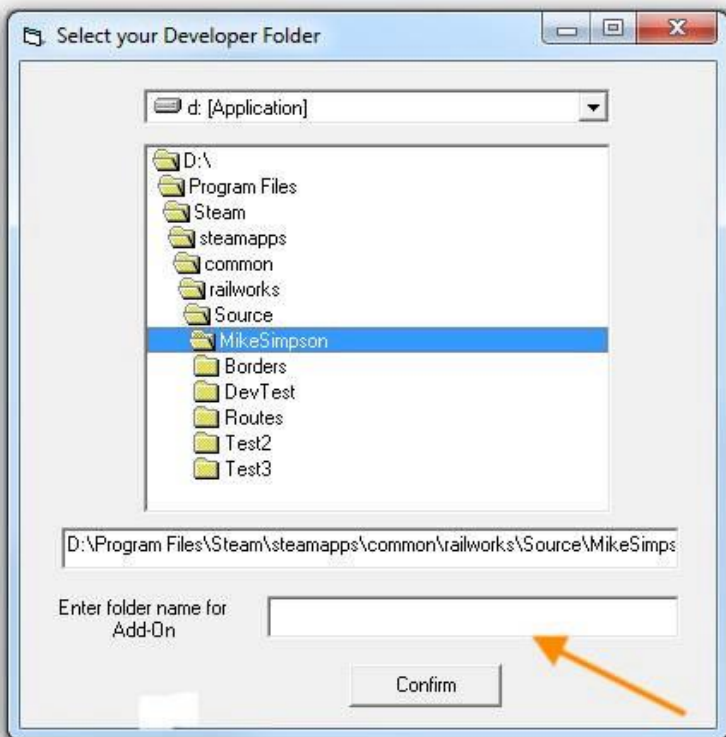 Select your Developer Folder
d: [Application]
D:\
Program Files
Steam
steamapps
common
railworks
Source
MikeSimpson
Borders
DevTest
Routes
Test2
Test3
D:\Program Files\Steam\steamapps\common\railworks\Source\MikeSimps
Enter folder name for
Add-On
Confirm